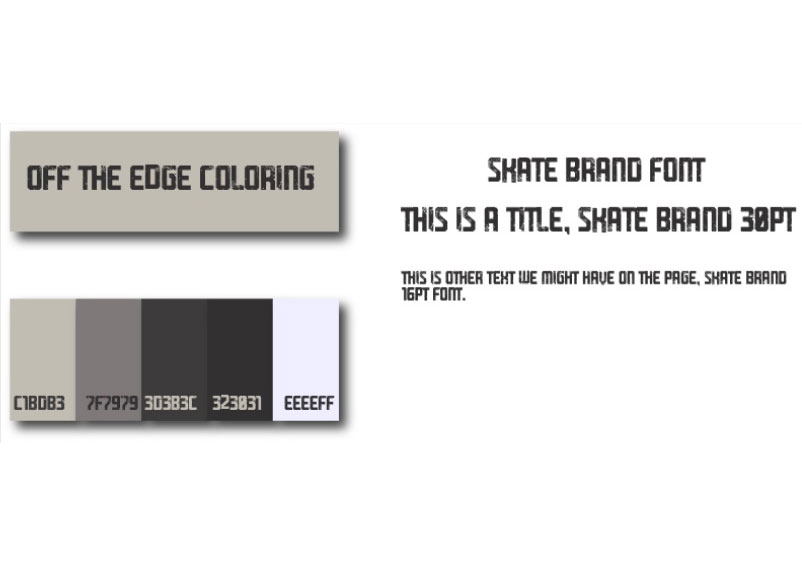 OFF THE EDGE COLORING
C1BDB3
7F7979
3D3B3C
323031
EEEEFF
SKATE BRAND FONT
THIS IS A TITLE, SKATE BRAND 30PT
THIS IS OTHER TEXT WE MIGHT HAVE ON THE PAGE, SKATE BRAND
16PT FONT.